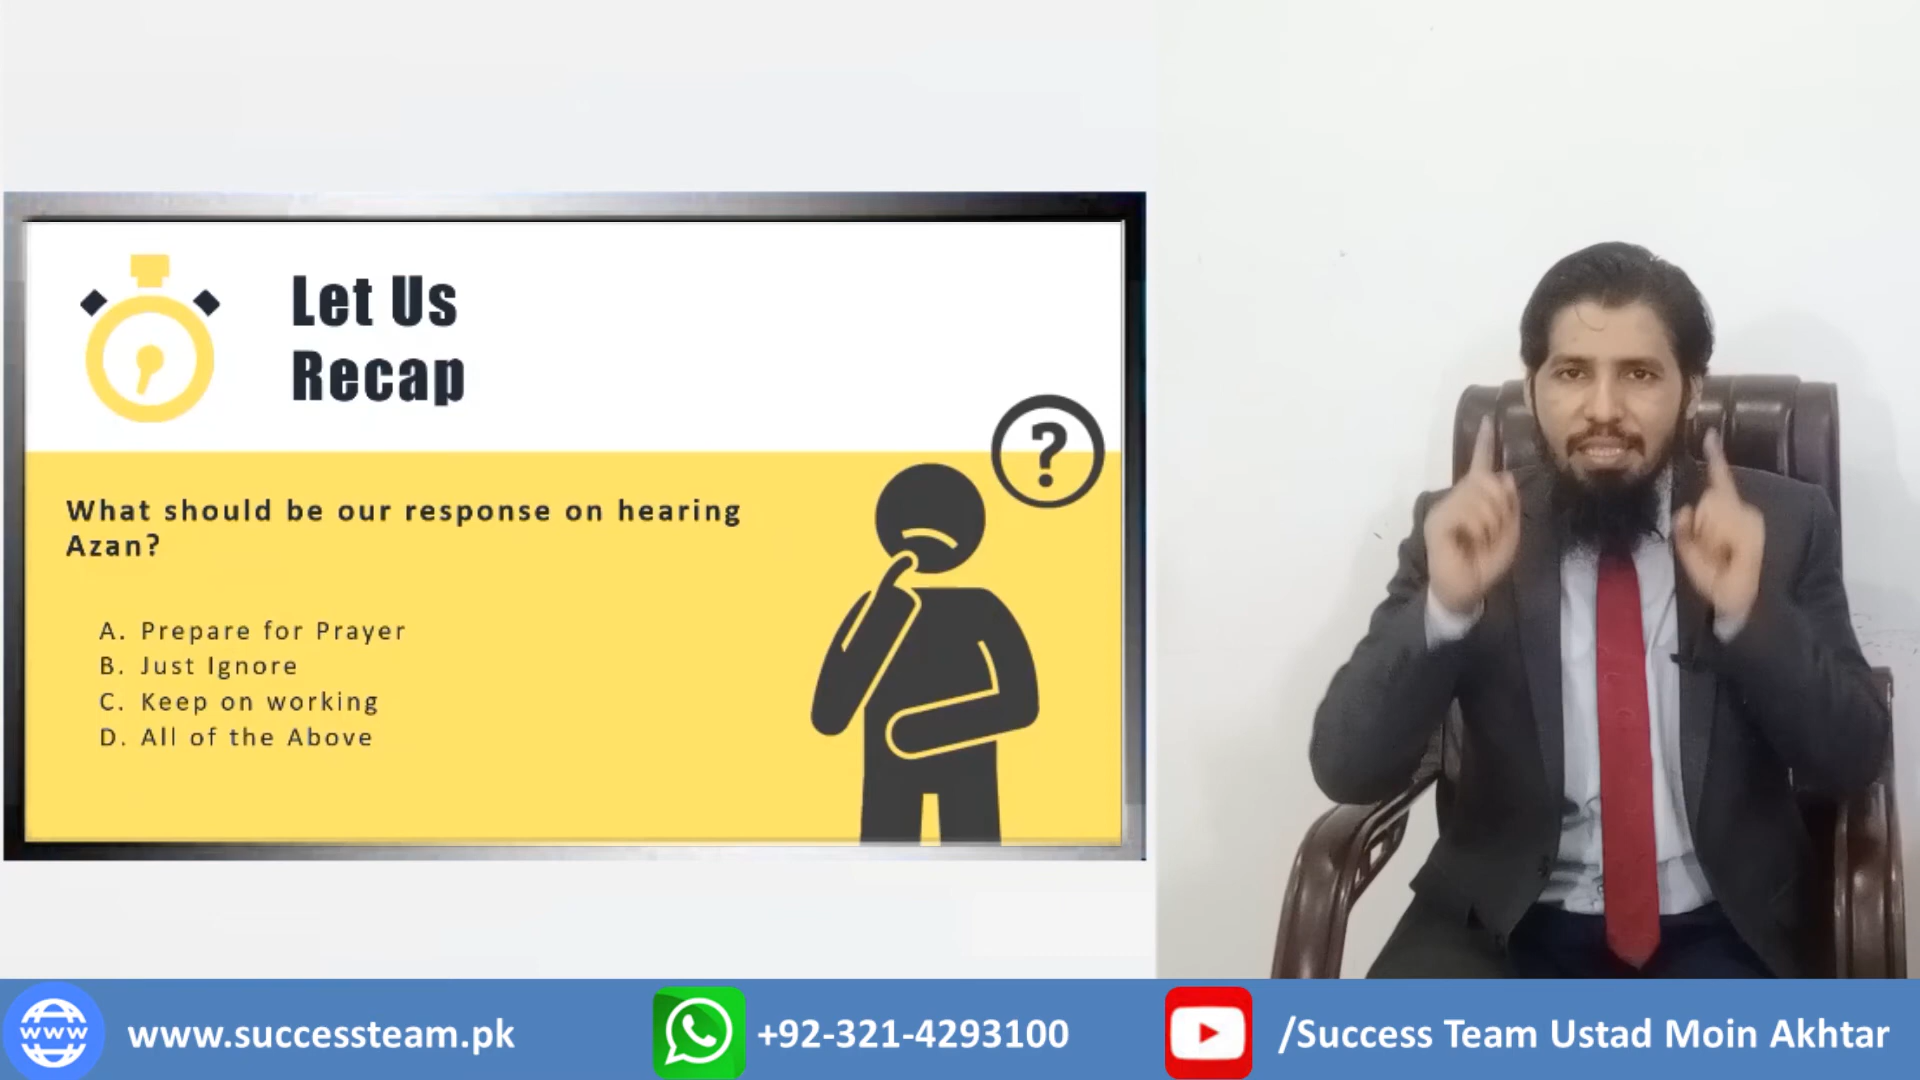 Let Us
Recap
?
What should be our response on hearing
Azan?
A. Prepare for Prayer
B. Just Ignore
C. Keep on working
D. All of the Above
www
www.successteam.pk
+92-321-4293100
/Success Team Ustad Moin Akhtar